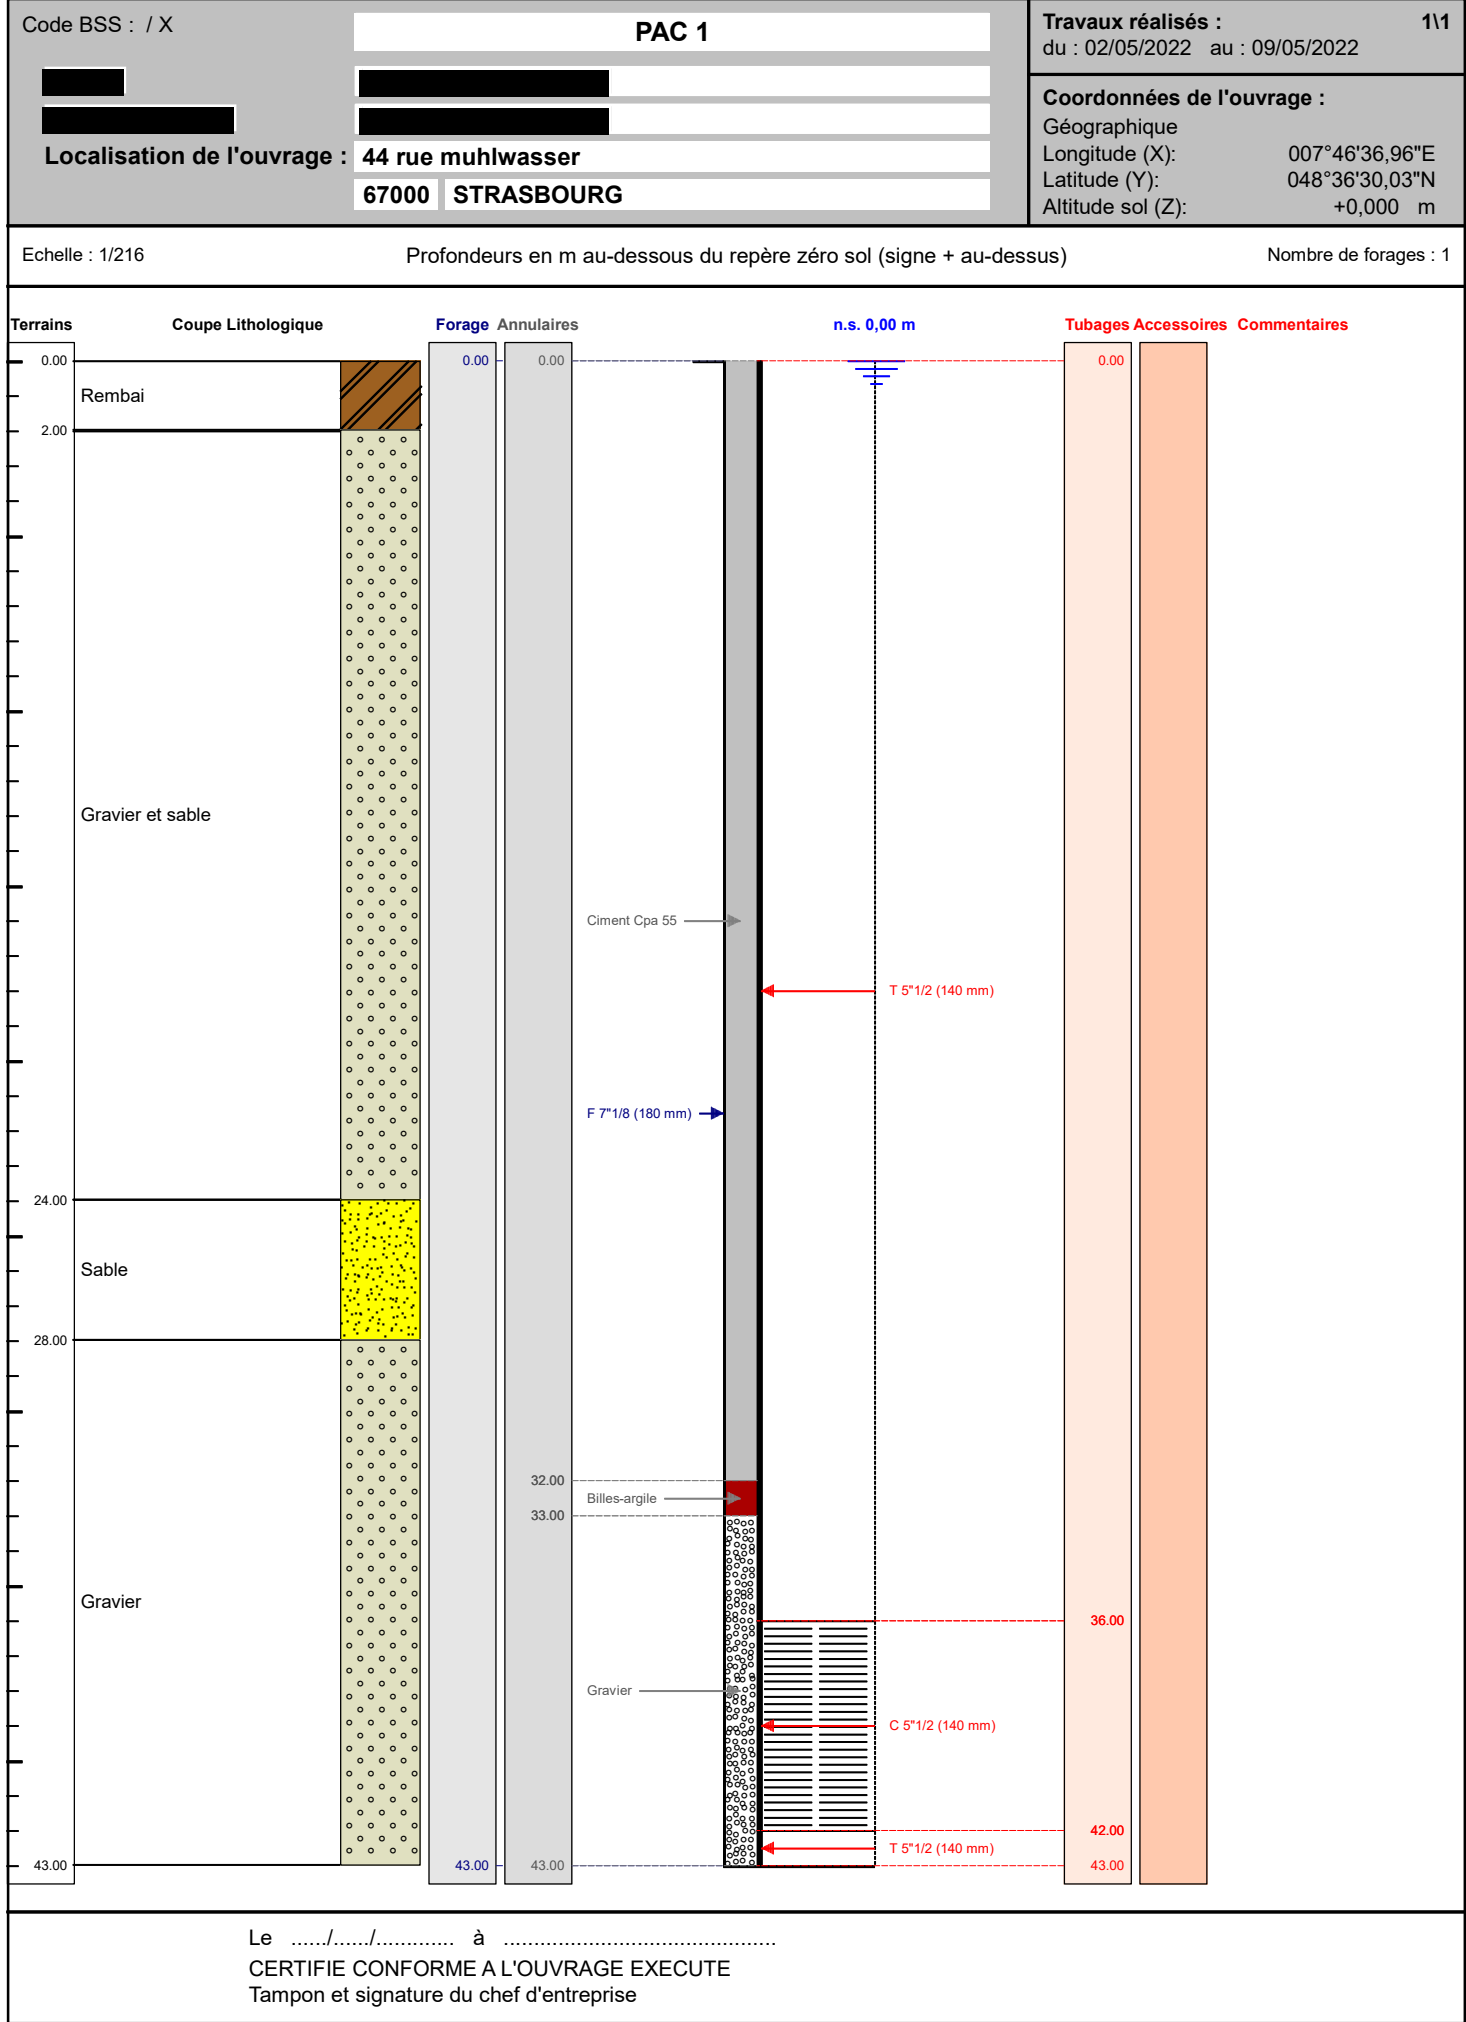 Code BSS : / X
PAC 1
Localisation de l'ouvrage : 44 rue muhlwasser
67000 STRASBOURG
Travaux réalisés : 1\1
du : 02/05/2022 au : 09/05/2022
Coordonnées de l'ouvrage :
Géographique
Longitude (X): 007°46'36,96"E
Latitude (Y): 048°36'30,03"N
Altitude sol (Z): +0,000 m
Echelle : 1/216 Profondeurs en m au-dessous du repère zéro sol (signe + au-dessus) Nombre de forages : 1
Terrains Coupe Lithologique Forage Annulaires n.s. 0,00 m Tubages Accessoires Commentaires
0.00 0.00 0.00 0.00
Rembai
2.00
Gravier et sable
Ciment Cpa 55
T 5"1/2 (140 mm)
F 7"1/8 (180 mm)
24.00
Sable
28.00
32.00
Billes-argile
33.00
Gravier
36.00
Gravier
C 5"1/2 (140 mm)
42.00
T 5"1/2 (140 mm)
43.00 43.00 43.00 43.00
Le ....../....../............. à .............................................
CERTIFIE CONFORME A L'OUVRAGE EXECUTE
Tampon et signature du chef d'entreprise